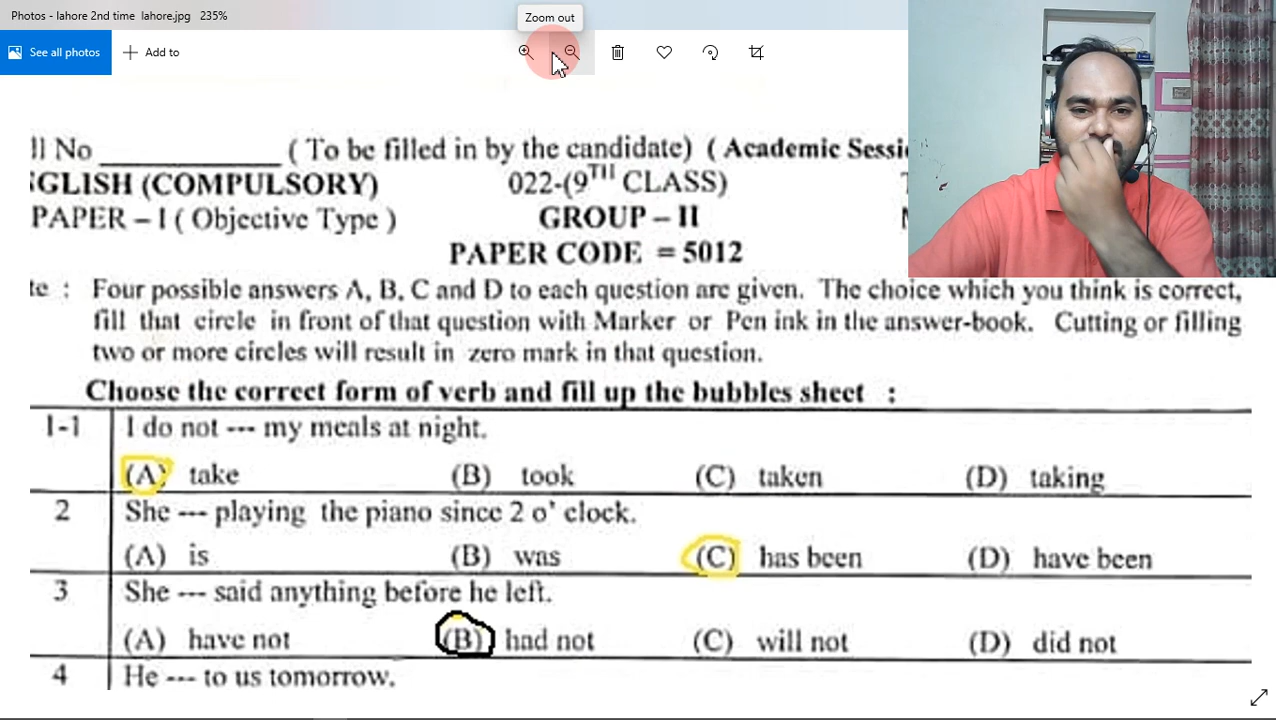 Photos - lahore 2nd time lahore.jpg 235%
Zoom out
See all photos
Add to
ll No ____________ ( To be filled in by the candidate) ( Academic Sessi
GLISH (COMPULSORY) 022-(9TH CLASS)
PAPER – I ( Objective Type ) GROUP – II
PAPER CODE = 5012
te : Four possible answers A, B, C and D to each question are given. The choice which you think is correct,
fill that circle in front of that question with Marker or Pen ink in the answer-book. Cutting or filling
two or more circles will result in zero mark in that question.
Choose the correct form of verb and fill up the bubbles sheet :
1-1 I do not --- my meals at night.
(A) take (B) took (C) taken (D) taking
2 She --- playing the piano since 2 o' clock.
(A) is (B) was (C) has been (D) have been
3 She --- said anything before he left.
(A) have not (B) had not (C) will not (D) did not
4 He --- to us tomorrow.